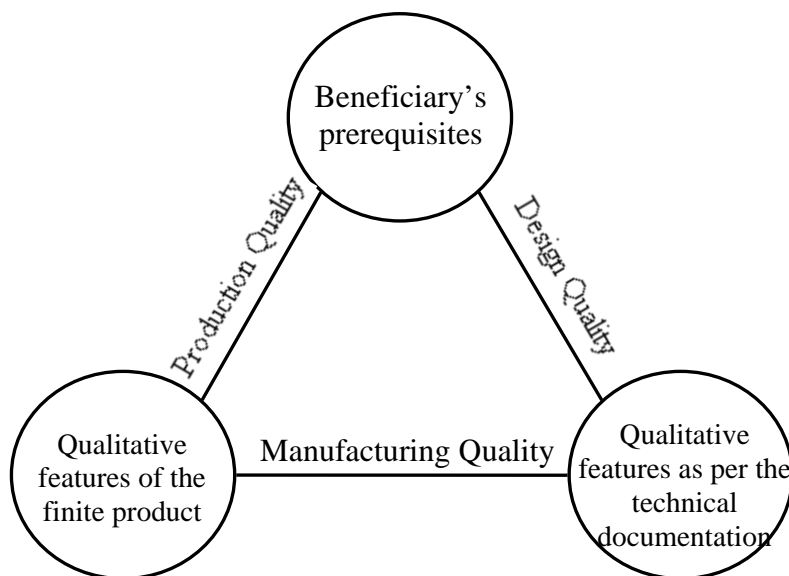 Beneficiary's
prerequisites
Production Quality
Design Quality
Manufacturing Quality
Qualitative
features of the
finite product
Qualitative
features as per the
technical
documentation